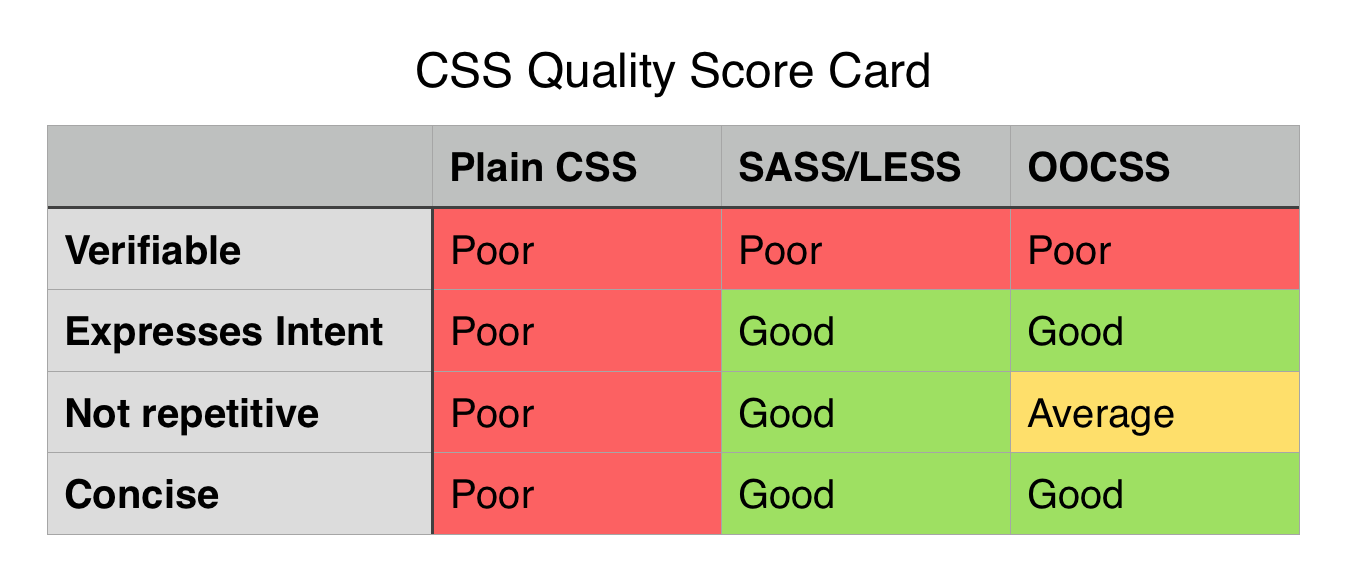 CSS Quality Score Card
Plain CSS SASS/LESS OOCSS
Verifiable Poor Poor Poor
Expresses Intent Poor Good Good
Not repetitive Poor Good Average
Concise Poor Good Good